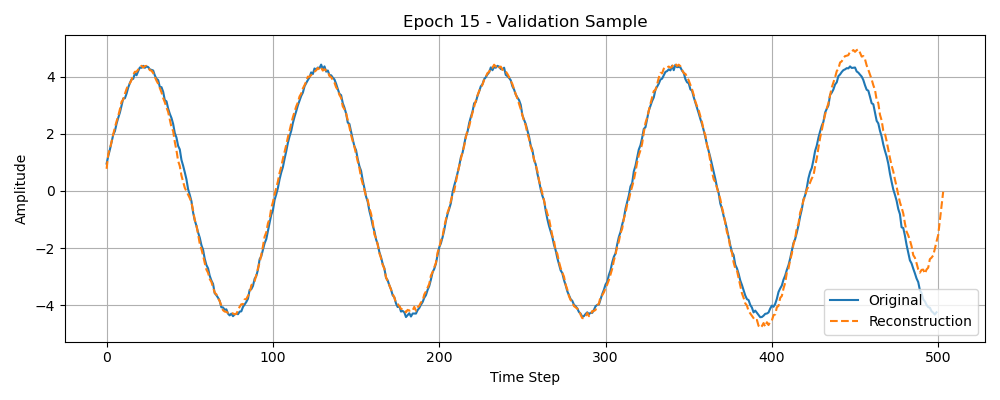 Epoch 15 - Validation Sample
Amplitude
4
2
0
−2
−4
0 100 200 300 400 500
Time Step
Original
Reconstruction